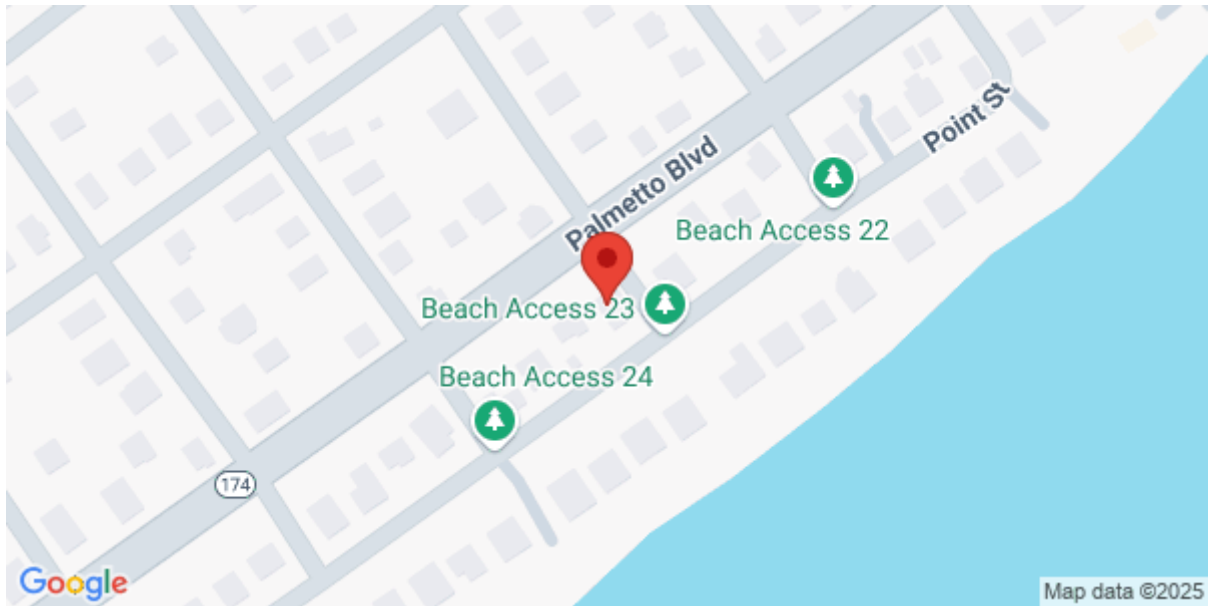 Point St
Palmetto Blvd
Beach Access 22
Beach Access 23
Beach Access 24
174
Google
Map data ©2025